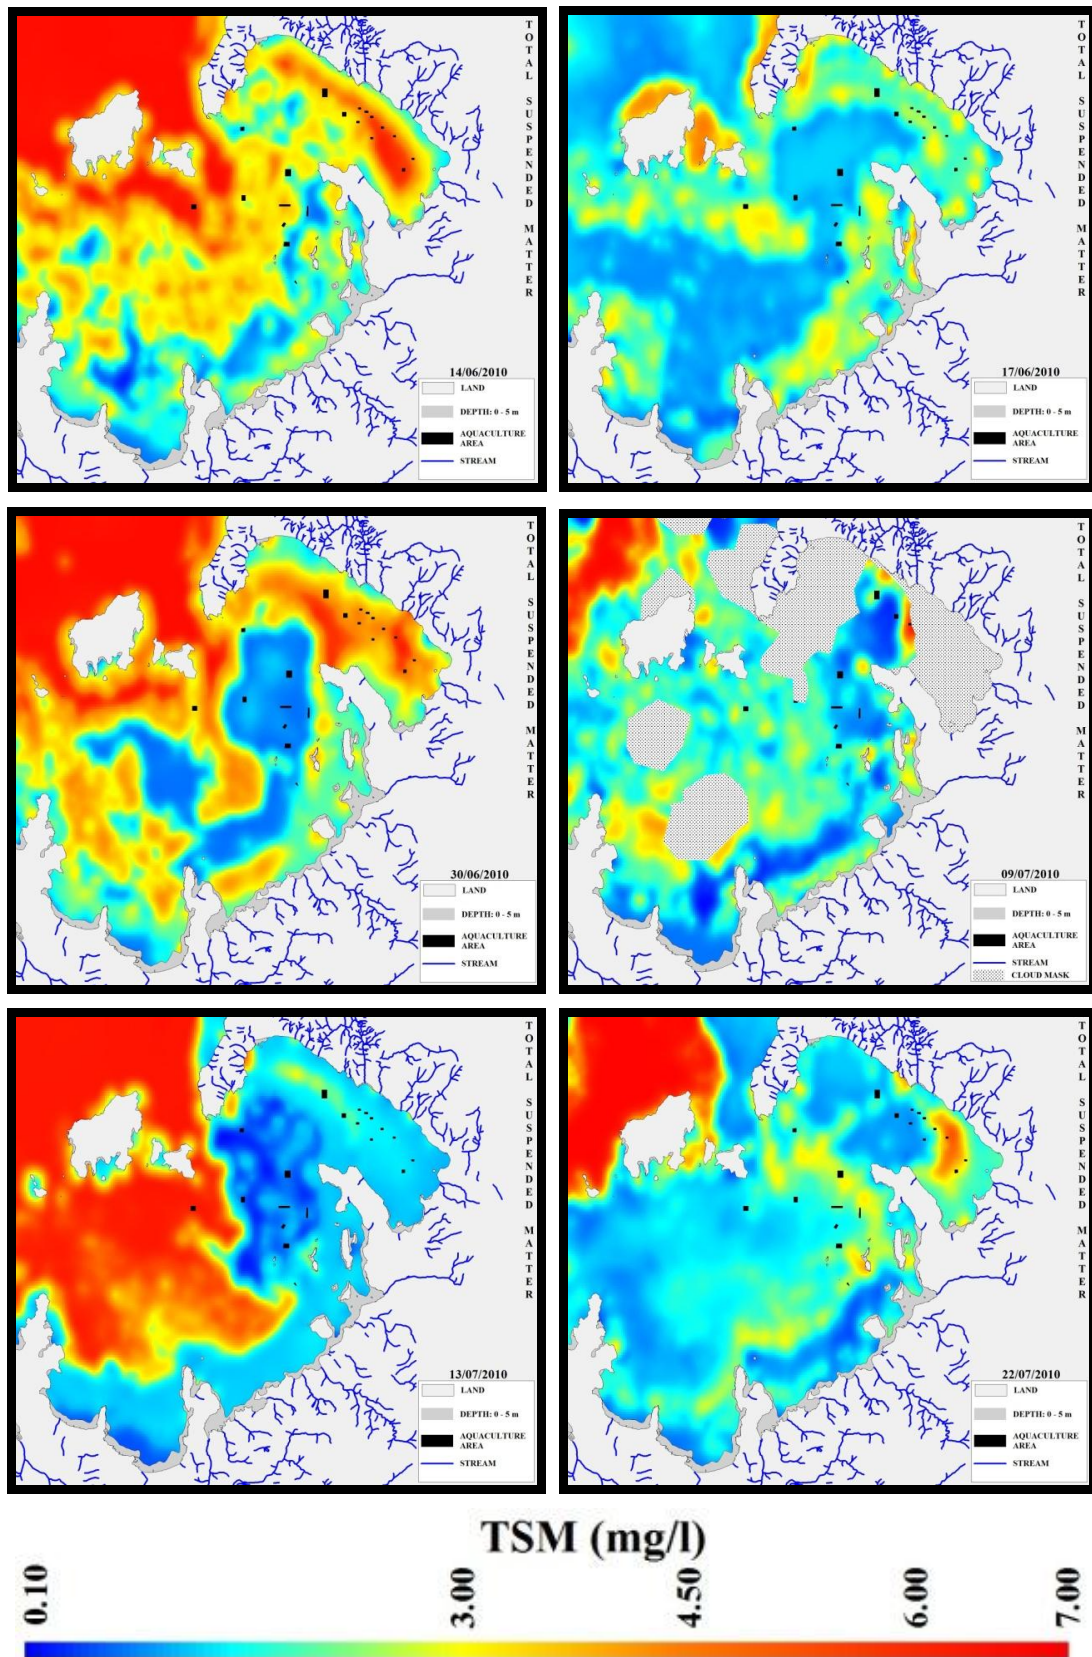 TOTAL SUSPENDED MATTER
14/06/2010
LAND
DEPTH: 0 - 5 m
AQUACULTURE
AREA
STREAM
TOTAL SUSPENDED MATTER
17/06/2010
LAND
DEPTH: 0 - 5 m
AQUACULTURE
AREA
STREAM
TOTAL SUSPENDED MATTER
30/06/2010
LAND
DEPTH: 0 - 5 m
AQUACULTURE
AREA
STREAM
TOTAL SUSPENDED MATTER
09/07/2010
LAND
DEPTH: 0 - 5 m
AQUACULTURE
AREA
STREAM
CLOUD MASK
TOTAL SUSPENDED MATTER
13/07/2010
LAND
DEPTH: 0 - 5 m
AQUACULTURE
AREA
STREAM
TOTAL SUSPENDED MATTER
22/07/2010
LAND
DEPTH: 0 - 5 m
AQUACULTURE
AREA
STREAM
TSM (mg/l)
0.10
3.00
4.50
6.00
7.00